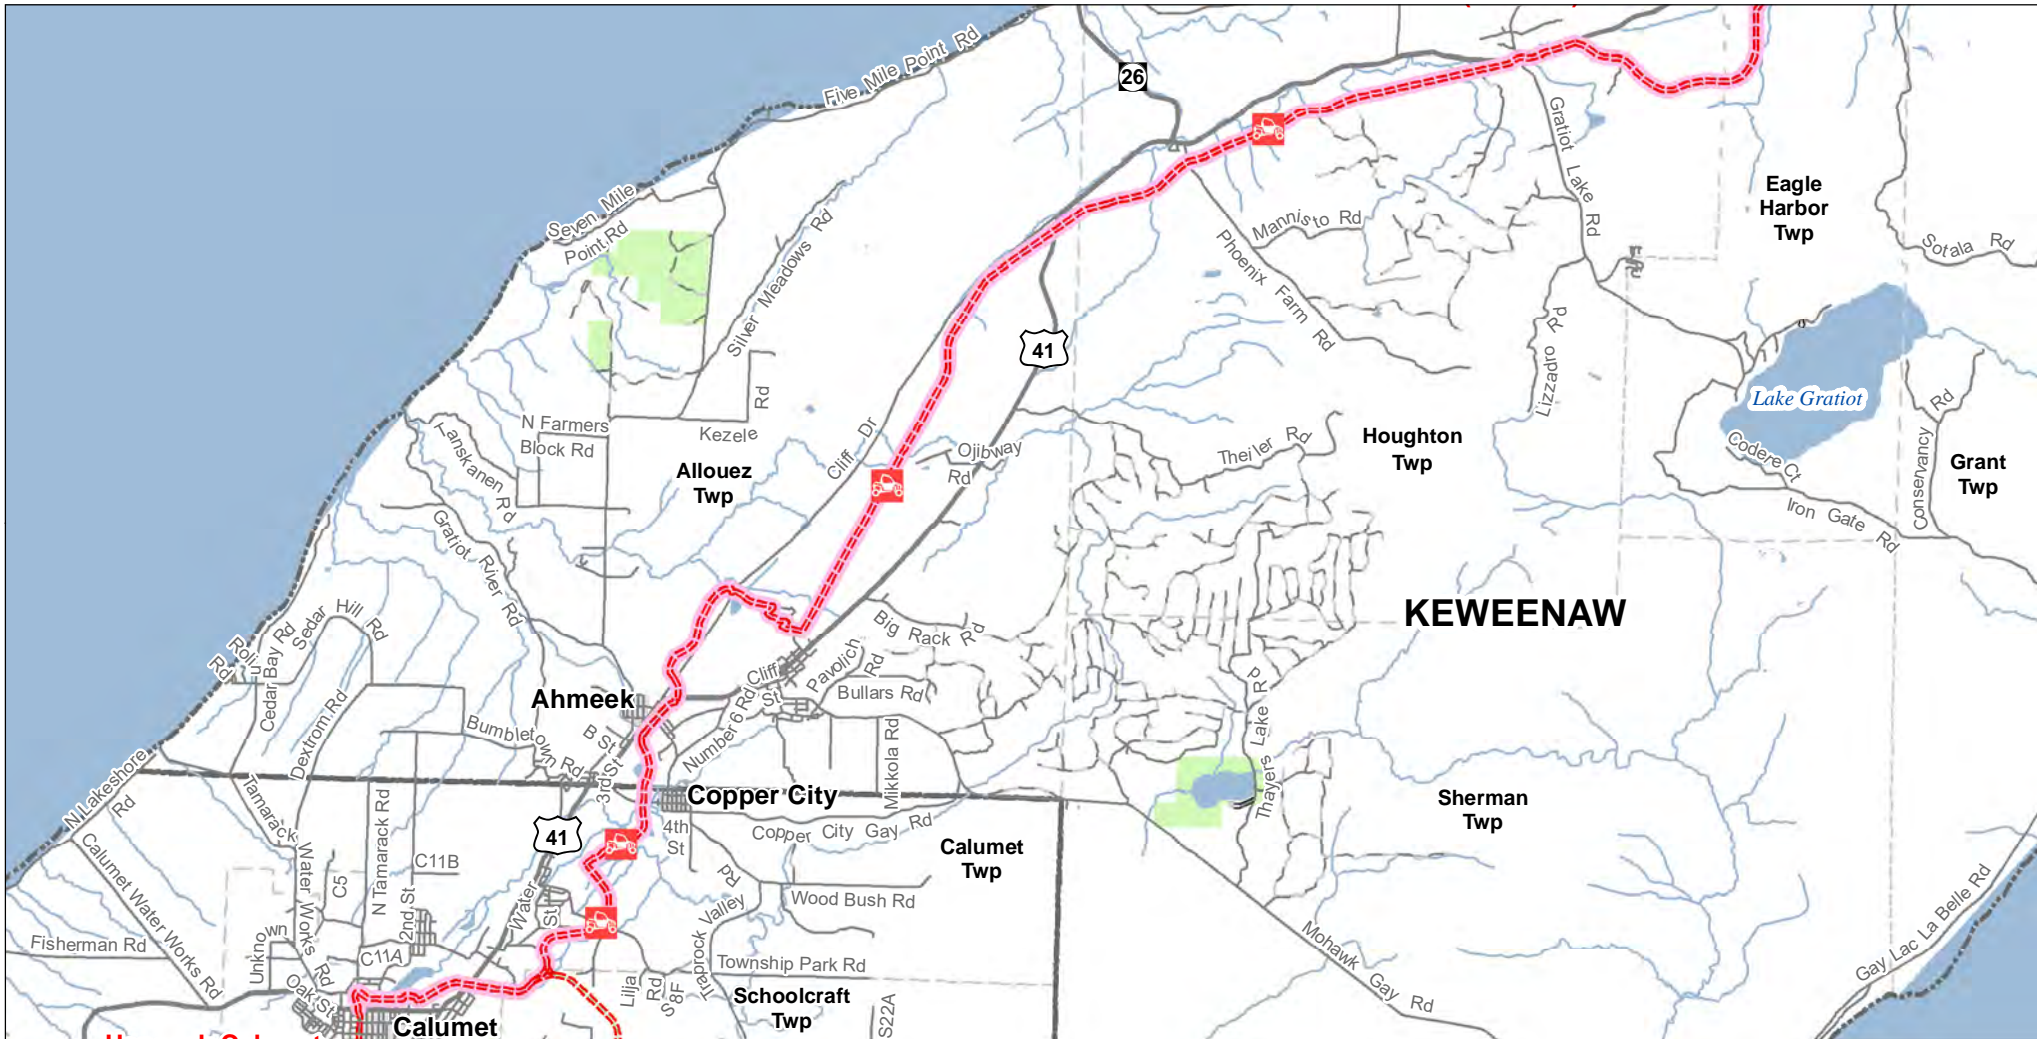 Five Mile Point Rd
26
Gratiot Lake Rd
Eagle
Harbor
Twp
Seven Mile
Point Rd
Silver Meadows Rd
Mannisto Rd
Phoenix Farm Rd
Sotala Rd
41
Lizzadro Rd
Lake Gratiot
N Farmers
Block Rd
Kezele
Rd
Lanskanen Rd
Allouez
Twp
Cliff Dr
Ojibway
Rd
Theiler Rd
Houghton
Twp
Codere Ct
Conservancy Rd
Grant
Twp
Iron Gate Rd
Gratiot River Rd
KEWEENAW
Sedar Hill Rd
Cedar Bay Rd
Rolin
Rd
Big Rack Rd
Cliff
St
Pavolich
Rd
Bullars Rd
Ahmeek
Dextrom Rd
Bumbletown Rd
B St
3rd
St
Number 6 Rd
Mikkola Rd
Thayers Lake Rd
N Lakeshore
Rd
Tamarack Water Works Rd
Copper City
4th
St
Copper City Gay Rd
Sherman
Twp
41
Calumet
Twp
Calumet Water Works Rd
C5
N Tamarack Rd
C11B
2nd St
Water
St
Traprock Valley
Rd
Wood Bush Rd
Fisherman Rd
Unknown
C11A
Oak St
Lilja
Rd
S8F
Township Park Rd
Schoolcraft
Twp
S22A
Mohawk Gay Rd
Gay Lac La Belle Rd
Calumet